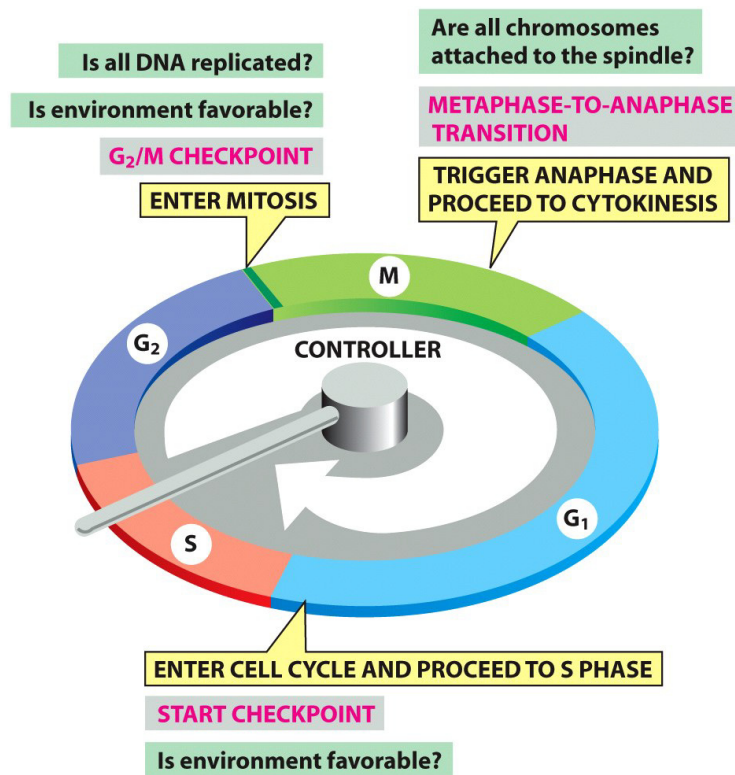 Is all DNA replicated?
Is environment favorable?
G₂/M CHECKPOINT
ENTER MITOSIS
Are all chromosomes
attached to the spindle?
METAPHASE-TO-ANAPHASE
TRANSITION
TRIGGER ANAPHASE AND
PROCEED TO CYTOKINESIS
M
G₂
CONTROLLER
G₁
S
ENTER CELL CYCLE AND PROCEED TO S PHASE
START CHECKPOINT
Is environment favorable?